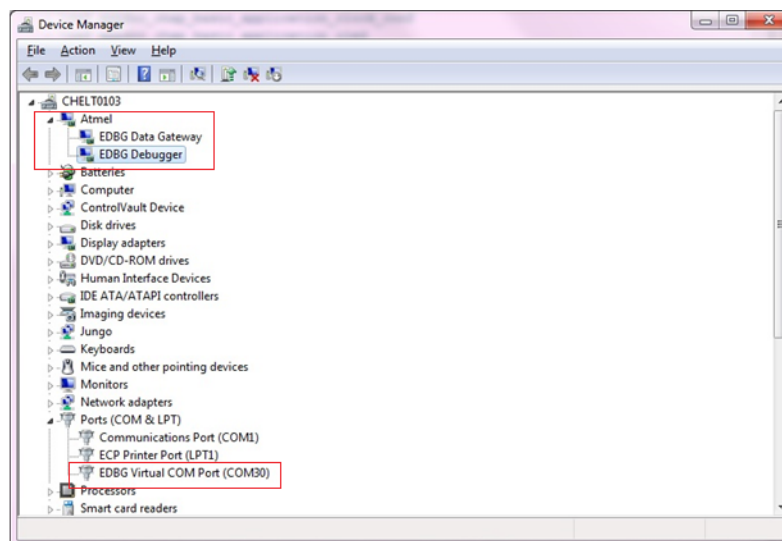 Device Manager
File Action View Help
CHELT0103
Atmel
EDBG Data Gateway
EDBG Debugger
Batteries
Computer
ControlVault Device
Disk drives
Display adapters
DVD/CD-ROM drives
Human Interface Devices
IDE ATA/ATAPI controllers
Imaging devices
Jungo
Keyboards
Mice and other pointing devices
Monitors
Network adapters
Ports (COM & LPT)
Communications Port (COM1)
ECP Printer Port (LPT1)
EDBG Virtual COM Port (COM30)
Processors
Smart card readers